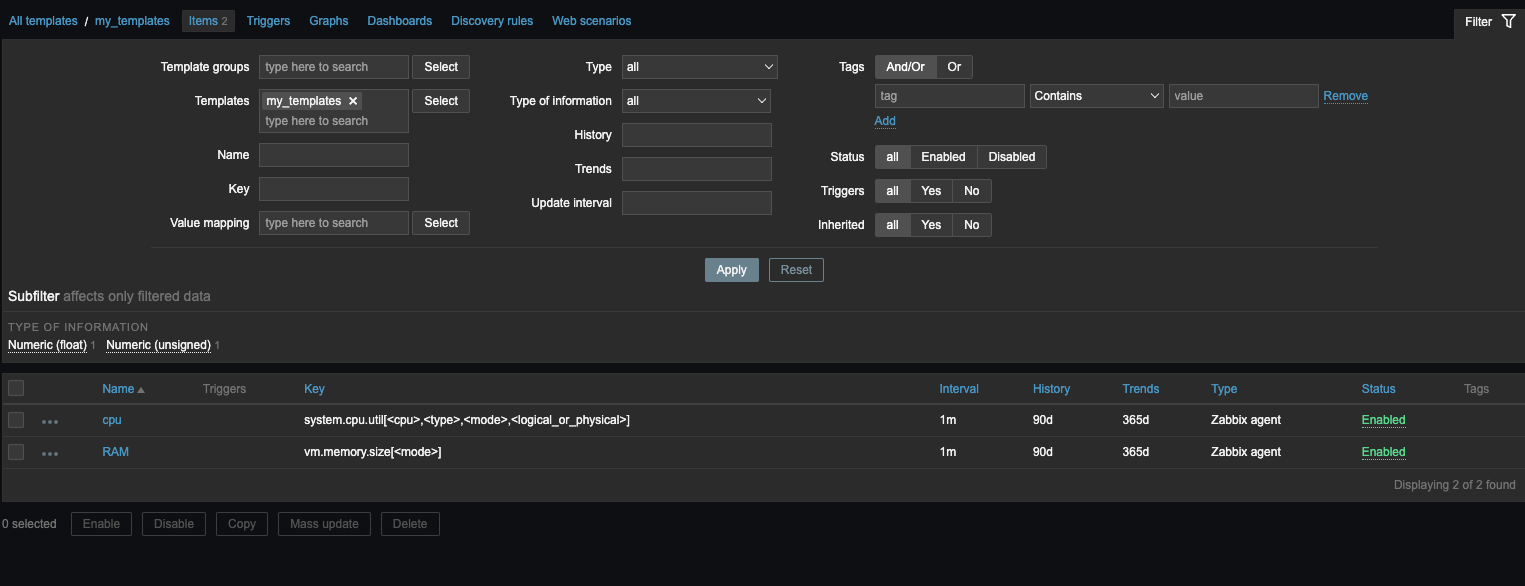 All templates / my_templates Items 2 Triggers Graphs Dashboards Discovery rules Web scenarios Filter
Template groups type here to search Select Type all Tags And/Or Or
Templates my_templates × Select Type of information all tag Contains value Remove
type here to search Add
History
Name Status all Enabled Disabled
Trends
Key Triggers all Yes No
Update interval
Value mapping type here to search Select Inherited all Yes No
Apply Reset
Subfilter affects only filtered data
TYPE OF INFORMATION
Numeric (float) 1 Numeric (unsigned) 1
Name Triggers Key Interval History Trends Type Status Tags
cpu system.cpu.util[<cpu>,<type>,<mode>,<logical_or_physical>] 1m 90d 365d Zabbix agent Enabled
RAM vm.memory.size[<mode>] 1m 90d 365d Zabbix agent Enabled
Displaying 2 of 2 found
0 selected Enable Disable Copy Mass update Delete